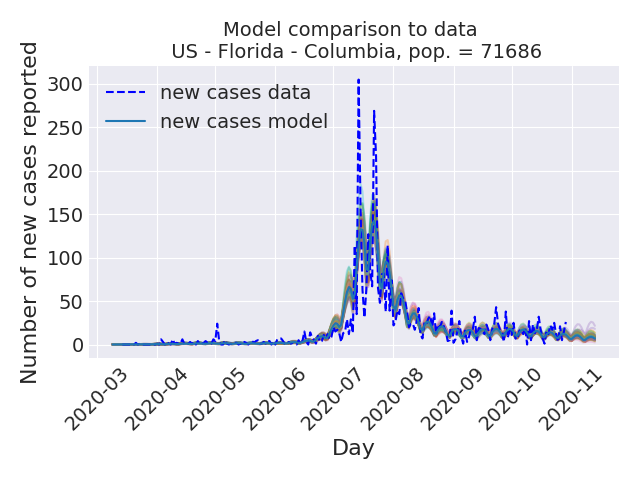 Model comparison to data
US - Florida - Columbia, pop. = 71686
new cases data
new cases model
Number of new cases reported
300
250
200
150
100
50
0
2020-03
2020-04
2020-05
2020-06
2020-07
2020-08
2020-09
2020-10
2020-11
Day